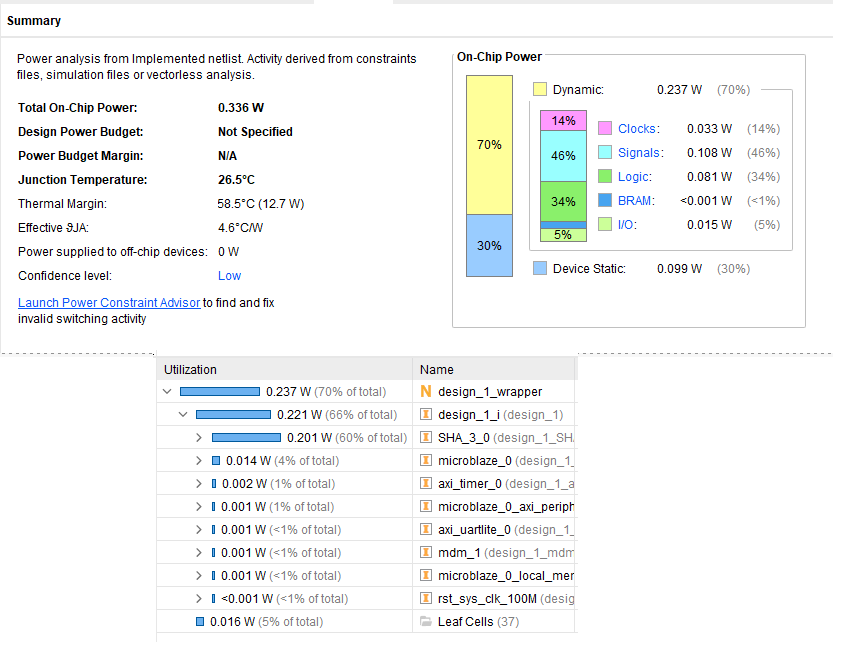 Summary
Power analysis from Implemented netlist. Activity derived from constraints
files, simulation files or vectorless analysis.
Total On-Chip Power: 0.336 W
Design Power Budget: Not Specified
Power Budget Margin: N/A
Junction Temperature: 26.5°C
Thermal Margin: 58.5°C (12.7 W)
Effective ϑJA: 4.6°C/W
Power supplied to off-chip devices: 0 W
Confidence level: Low
Launch Power Constraint Advisor to find and fix
invalid switching activity
On-Chip Power
70%
30%
Dynamic: 0.237 W (70%)
14%
46%
34%
5%
Clocks: 0.033 W (14%)
Signals: 0.108 W (46%)
Logic: 0.081 W (34%)
BRAM: <0.001 W (<1%)
I/O: 0.015 W (5%)
Device Static: 0.099 W (30%)
Utilization Name
0.237 W (70% of total) N design_1_wrapper
0.221 W (66% of total) I design_1_i (design_1)
0.201 W (60% of total) I SHA_3_0 (design_1_SH
0.014 W (4% of total) I microblaze_0 (design_1_
0.002 W (1% of total) I axi_timer_0 (design_1_a
0.001 W (1% of total) I microblaze_0_axi_periph
0.001 W (<1% of total) I axi_uartlite_0 (design_1_
0.001 W (<1% of total) I mdm_1 (design_1_mdm
0.001 W (<1% of total) I microblaze_0_local_mer
<0.001 W (<1% of total) I rst_sys_clk_100M (desig
0.016 W (5% of total) Leaf Cells (37)